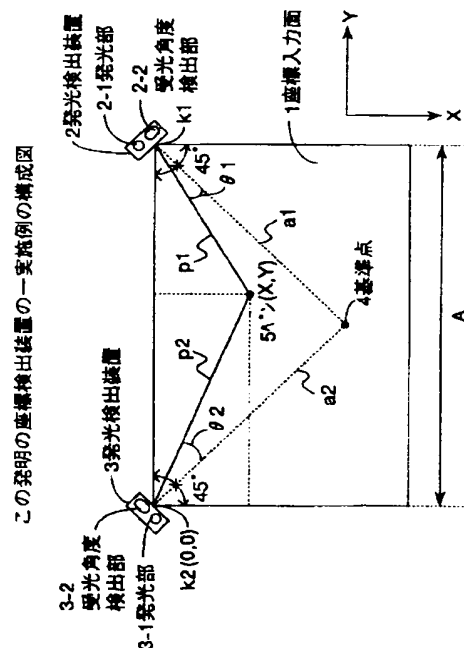 この発明の座標検出装置の一実施例の構成図
3発光検出装置
3-2
受光角度
検出部
3-1発光部
k2(0,0)
45°
θ2
p2
a2
2発光検出装置
2-1発光部
2-2
受光角度
検出部
k1
45°
θ1
p1
a1
5ペン(X,Y)
4基準点
1座標入力面
A
Y
X